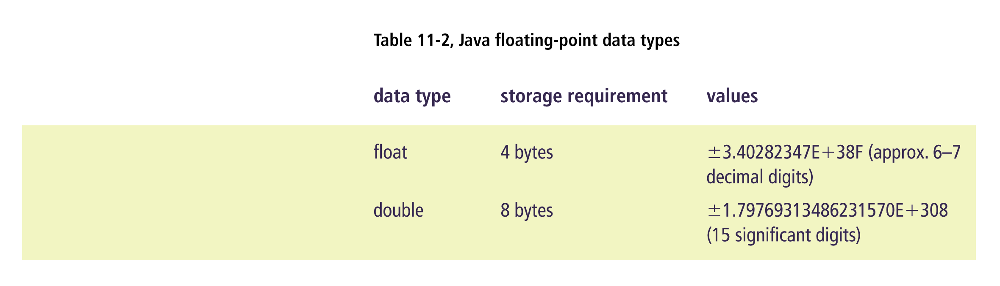 Table 11-2, Java floating-point data types
data type storage requirement values
float 4 bytes ±3.40282347E+38F (approx. 6–7
decimal digits)
double 8 bytes ±1.79769313486231570E+308
(15 significant digits)